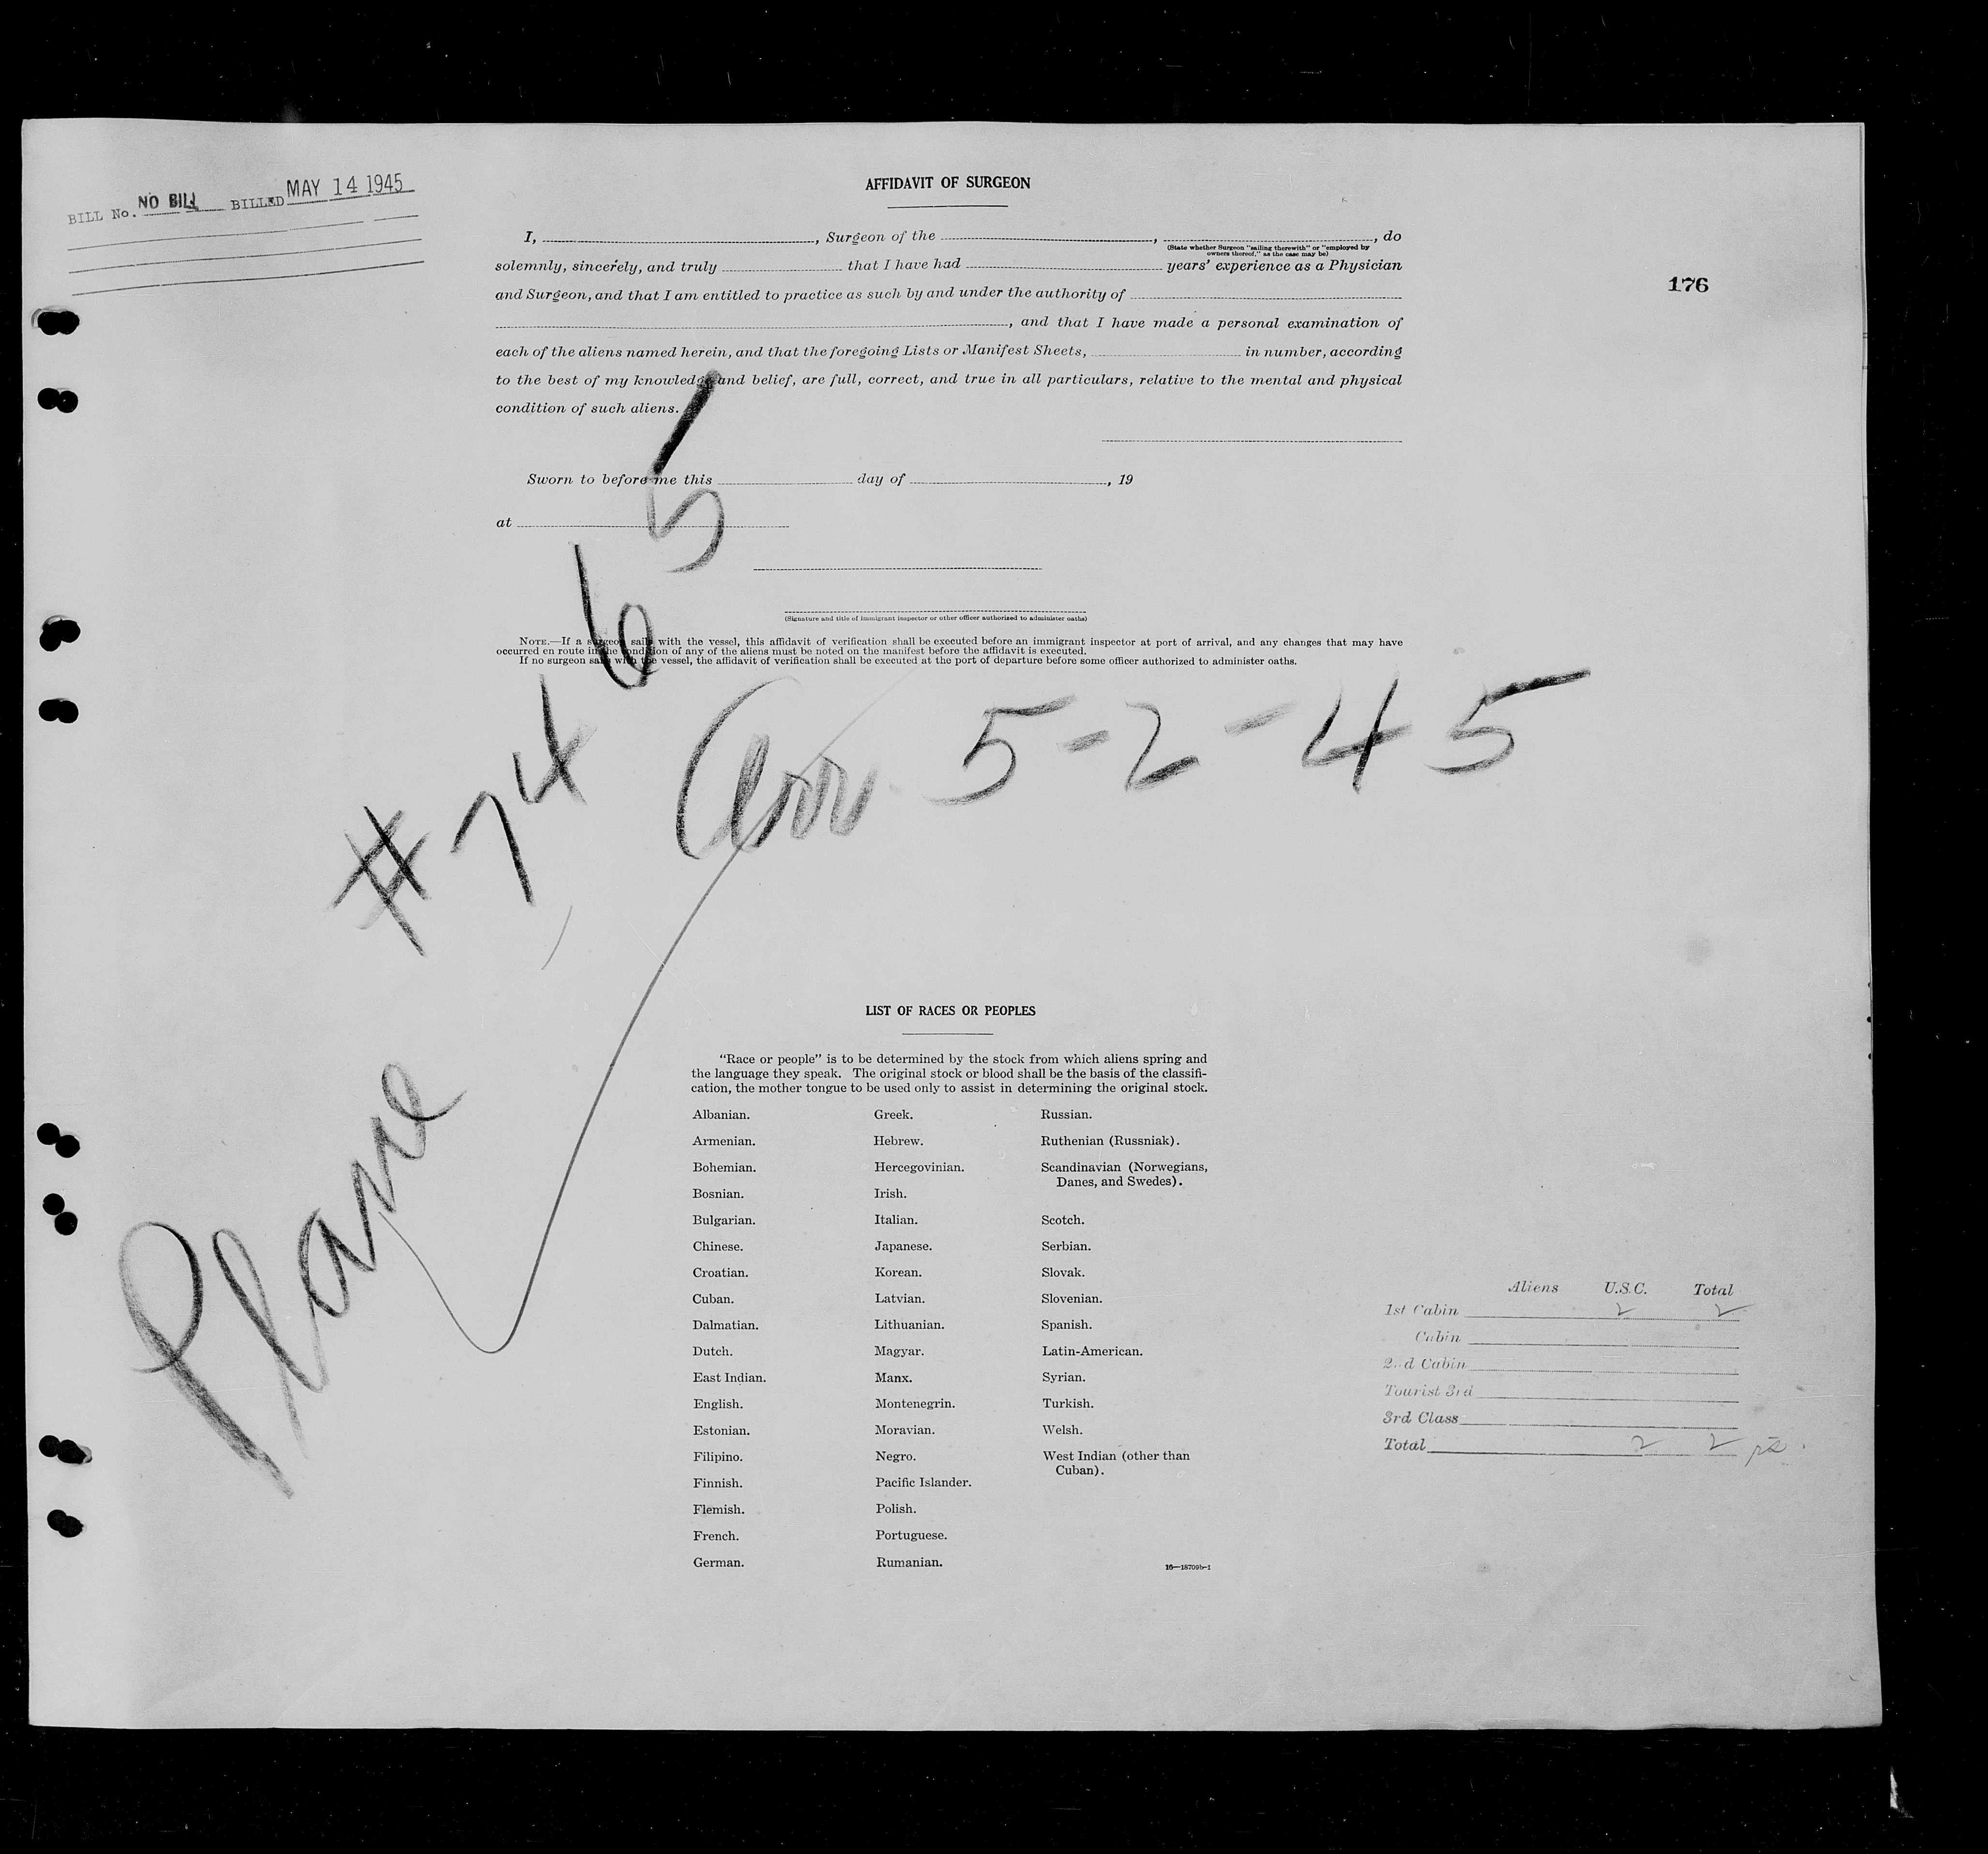 BILL No. NO BILL BILLED MAY 14 1945
AFFIDAVIT OF SURGEON
I, , Surgeon of the , , do
(State whether Surgeon "sailing therewith" or "employed by
owners thereof," as the case may be)
solemnly, sincerely, and truly that I have had years' experience as a Physician
176
and Surgeon, and that I am entitled to practice as such by and under the authority of
, and that I have made a personal examination of
each of the aliens named herein, and that the foregoing Lists or Manifest Sheets, in number, according
to the best of my knowledge and belief, are full, correct, and true in all particulars, relative to the mental and physical
condition of such aliens.
Sworn to before me this day of , 19
at
(Signature and title of immigrant inspector or other officer authorized to administer oaths)
NOTE.—If a surgeon sails with the vessel, this affidavit of verification shall be executed before an immigrant inspector at port of arrival, and any changes that may have
occurred en route in the condition of any of the aliens must be noted on the manifest before the affidavit is executed.
If no surgeon sails with the vessel, the affidavit of verification shall be executed at the port of departure before some officer authorized to administer oaths.
Plane #7465
Arr 5-2-45
LIST OF RACES OR PEOPLES
"Race or people" is to be determined by the stock from which aliens spring and
the language they speak. The original stock or blood shall be the basis of the classifi-
cation, the mother tongue to be used only to assist in determining the original stock.
Albanian.
Armenian.
Bohemian.
Bosnian.
Bulgarian.
Chinese.
Croatian.
Cuban.
Dalmatian.
Dutch.
East Indian.
English.
Estonian.
Filipino.
Finnish.
Flemish.
French.
German.
Greek.
Hebrew.
Hercegovinian.
Irish.
Italian.
Japanese.
Korean.
Latvian.
Lithuanian.
Magyar.
Manx.
Montenegrin.
Moravian.
Negro.
Pacific Islander.
Polish.
Portuguese.
Rumanian.
Russian.
Ruthenian (Russniak).
Scandinavian (Norwegians,
Danes, and Swedes).
Scotch.
Serbian.
Slovak.
Slovenian.
Spanish.
Latin-American.
Syrian.
Turkish.
Welsh.
West Indian (other than
Cuban).
16—18709b-1
Aliens U.S.C. Total
1st Cabin 2 2
Cabin
2nd Cabin
Tourist 3rd
3rd Class
Total 2 2